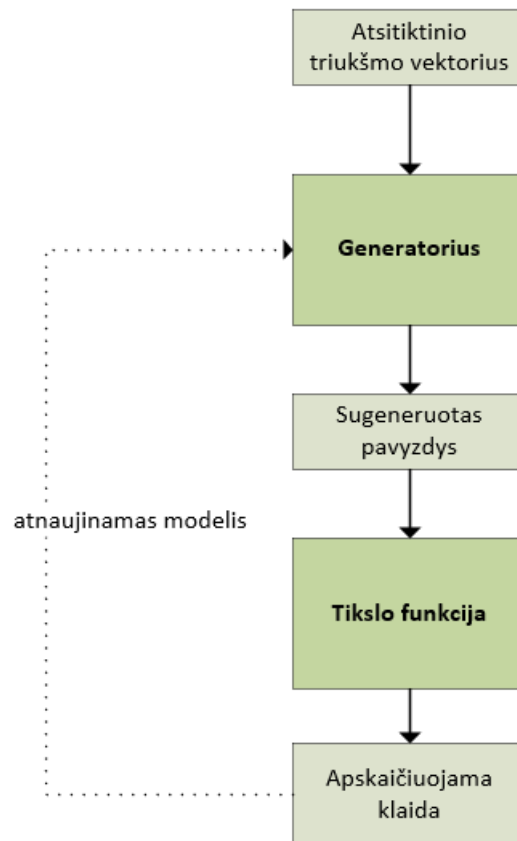 Atsitiktinio
triukšmo vektorius
Generatorius
Sugeneruotas
pavyzdys
atnaujinamas modelis
Tikslo funkcija
Apskaičiuojama
klaida